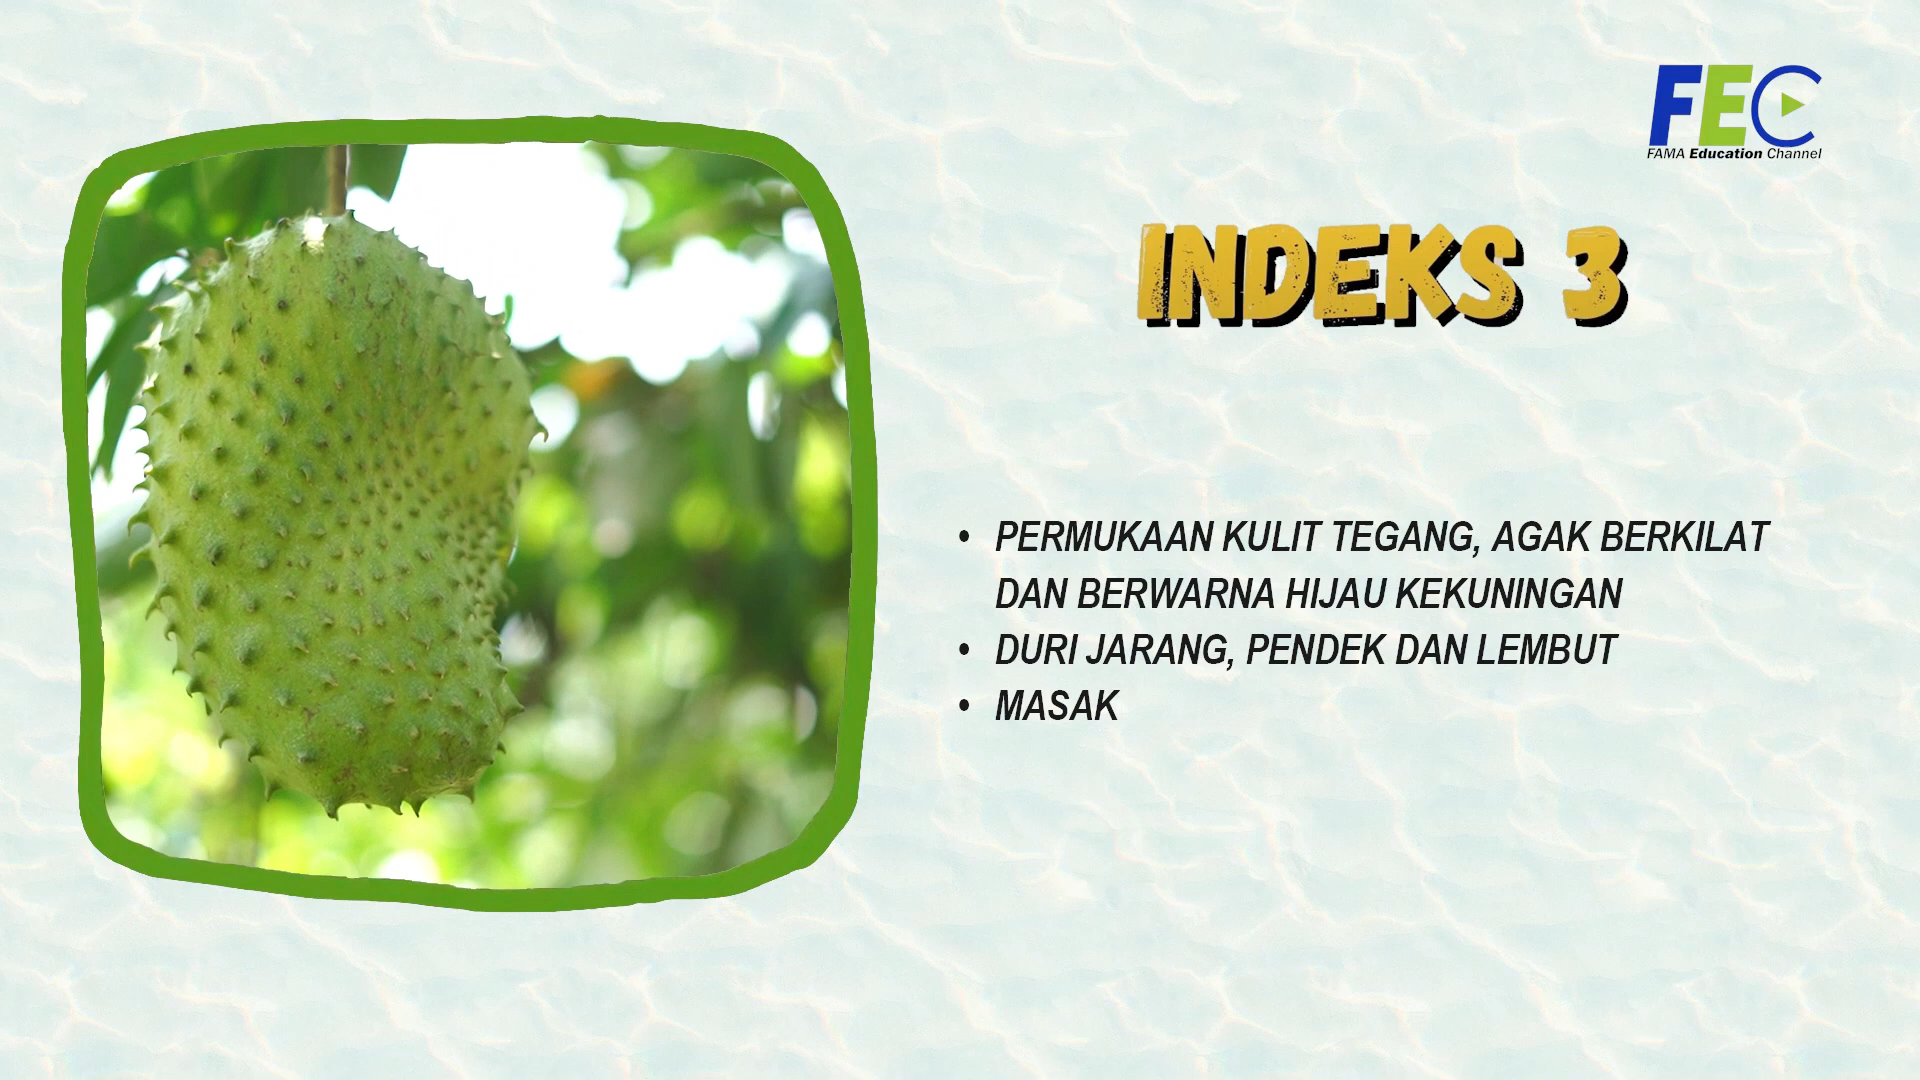 FEC
FAMA Education Channel
INDEKS 3
• PERMUKAAN KULIT TEGANG, AGAK BERKILAT
DAN BERWARNA HIJAU KEKUNINGAN
• DURI JARANG, PENDEK DAN LEMBUT
• MASAK